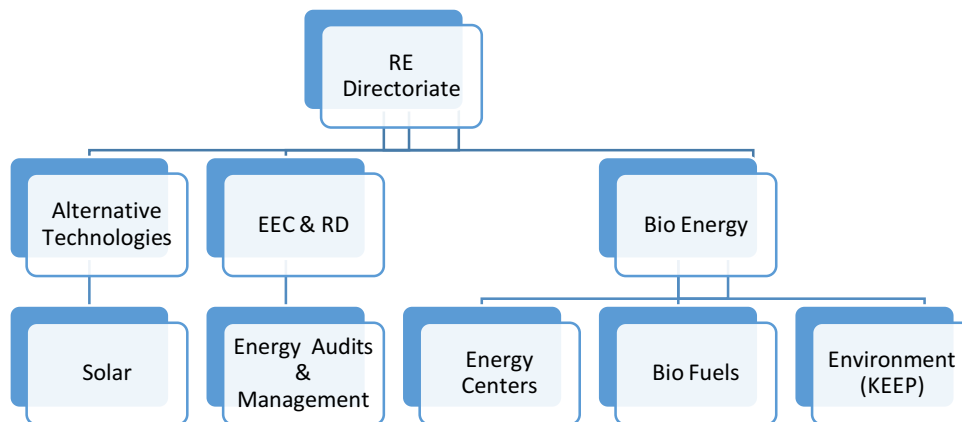 RE
Directoriate
Alternative
Technologies
EEC & RD
Bio Energy
Solar
Energy Audits
&
Management
Energy
Centers
Bio Fuels
Environment
(KEEP)